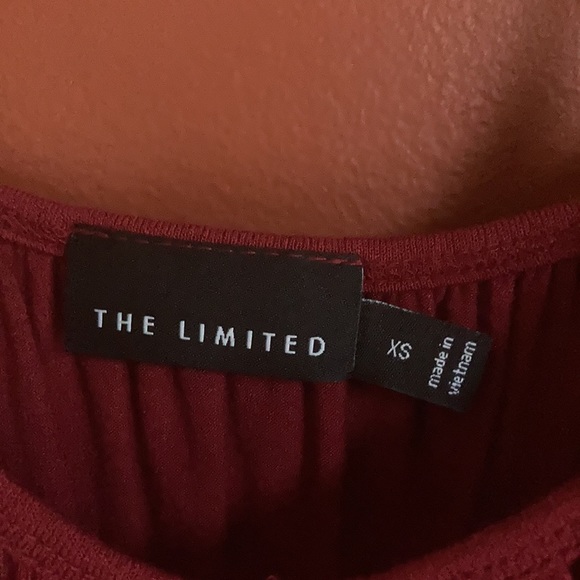 THE LIMITED
XS
made in
vietnam